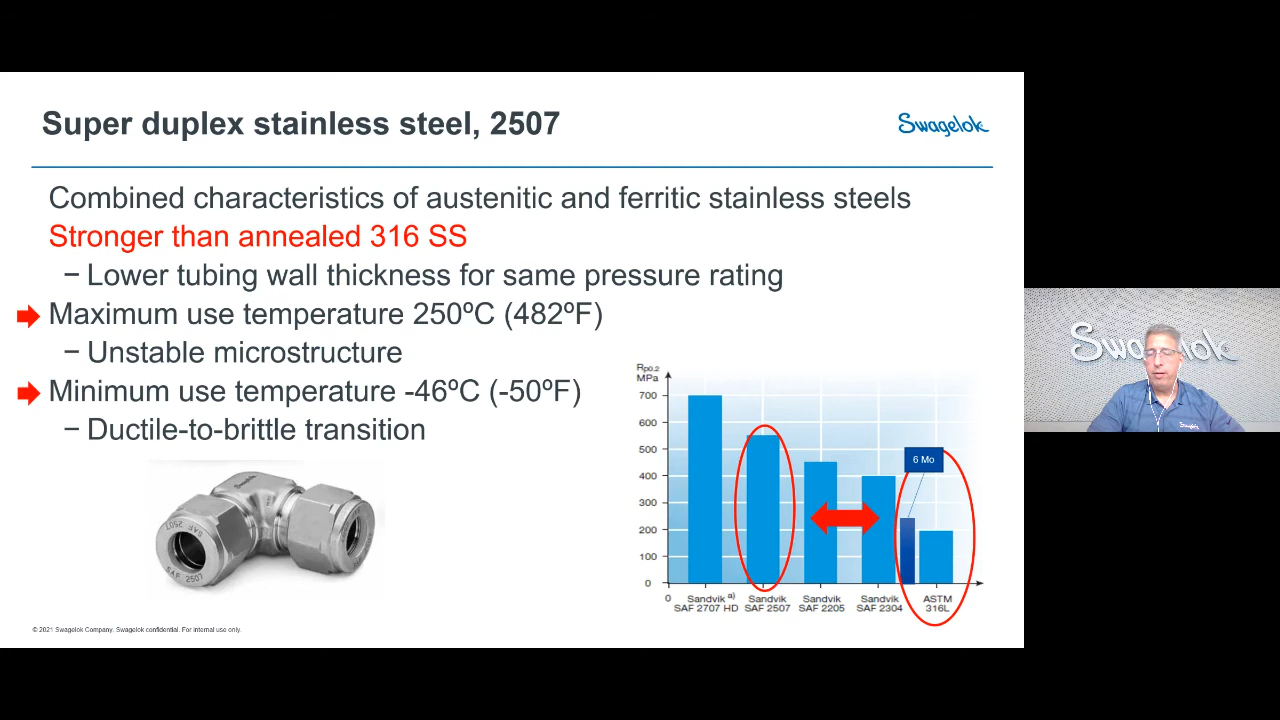 Super duplex stainless steel, 2507
Swagelok
Combined characteristics of austenitic and ferritic stainless steels
Stronger than annealed 316 SS
− Lower tubing wall thickness for same pressure rating
Maximum use temperature 250ºC (482ºF)
− Unstable microstructure
Minimum use temperature -46ºC (-50ºF)
− Ductile-to-brittle transition
Swagelok
SAF 2507
SAF 2507
Rp0.2
MPa
700
600
500
400
300
200
100
0
0
6 Mo
Sandvik a)
SAF 2707 HD
Sandvik
SAF 2507
Sandvik
SAF 2205
Sandvik
SAF 2304
ASTM
316L
© 2021 Swagelok Company. Swagelok confidential. For internal use only.
Swagelok
Swagelok